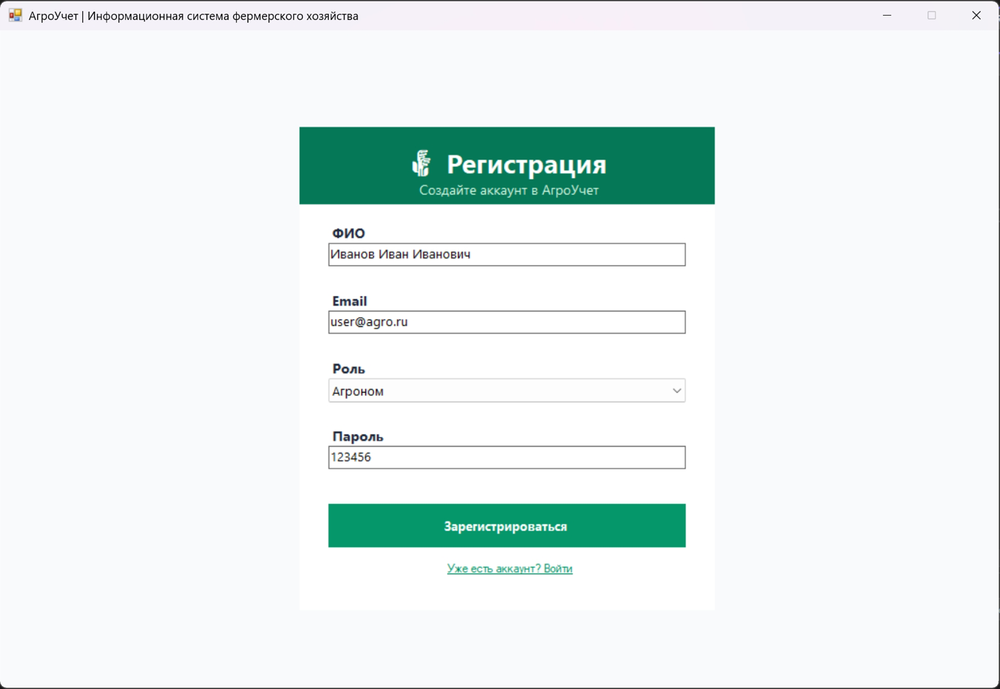 АгроУчет | Информационная система фермерского хозяйства
Регистрация
Создайте аккаунт в АгроУчет
ФИО
Иванов Иван Иванович
Email
user@agro.ru
Роль
Агроном
Пароль
123456
Зарегистрироваться
Уже есть аккаунт? Войти